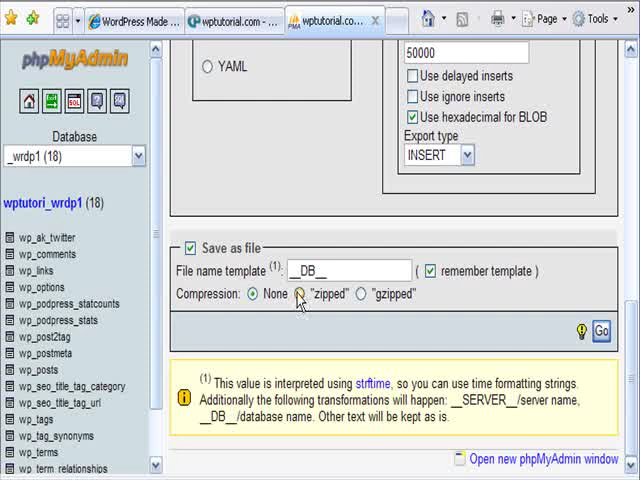 WordPress Made ...
wptutorial.com - ...
PMA
wptutorial.co...
Page
Tools
»
phpMyAdmin
SQL
Database
_wrdp1 (18)
wptutori_wrdp1 (18)
wp_ak_twitter
wp_comments
wp_links
wp_options
wp_podpress_statcounts
wp_podpress_stats
wp_post2tag
wp_postmeta
wp_posts
wp_seo_title_tag_category
wp_seo_title_tag_url
wp_tags
wp_tag_synonyms
wp_terms
wp_term_relationships
YAML
50000
Use delayed inserts
Use ignore inserts
Use hexadecimal for BLOB
Export type
INSERT
Save as file
File name template (1): __DB__ ( remember template )
Compression: None "zipped" "gzipped"
Go
(1) This value is interpreted using strftime, so you can use time formatting strings.
Additionally the following transformations will happen: __SERVER__/server name,
__DB__/database name. Other text will be kept as is.
Open new phpMyAdmin window